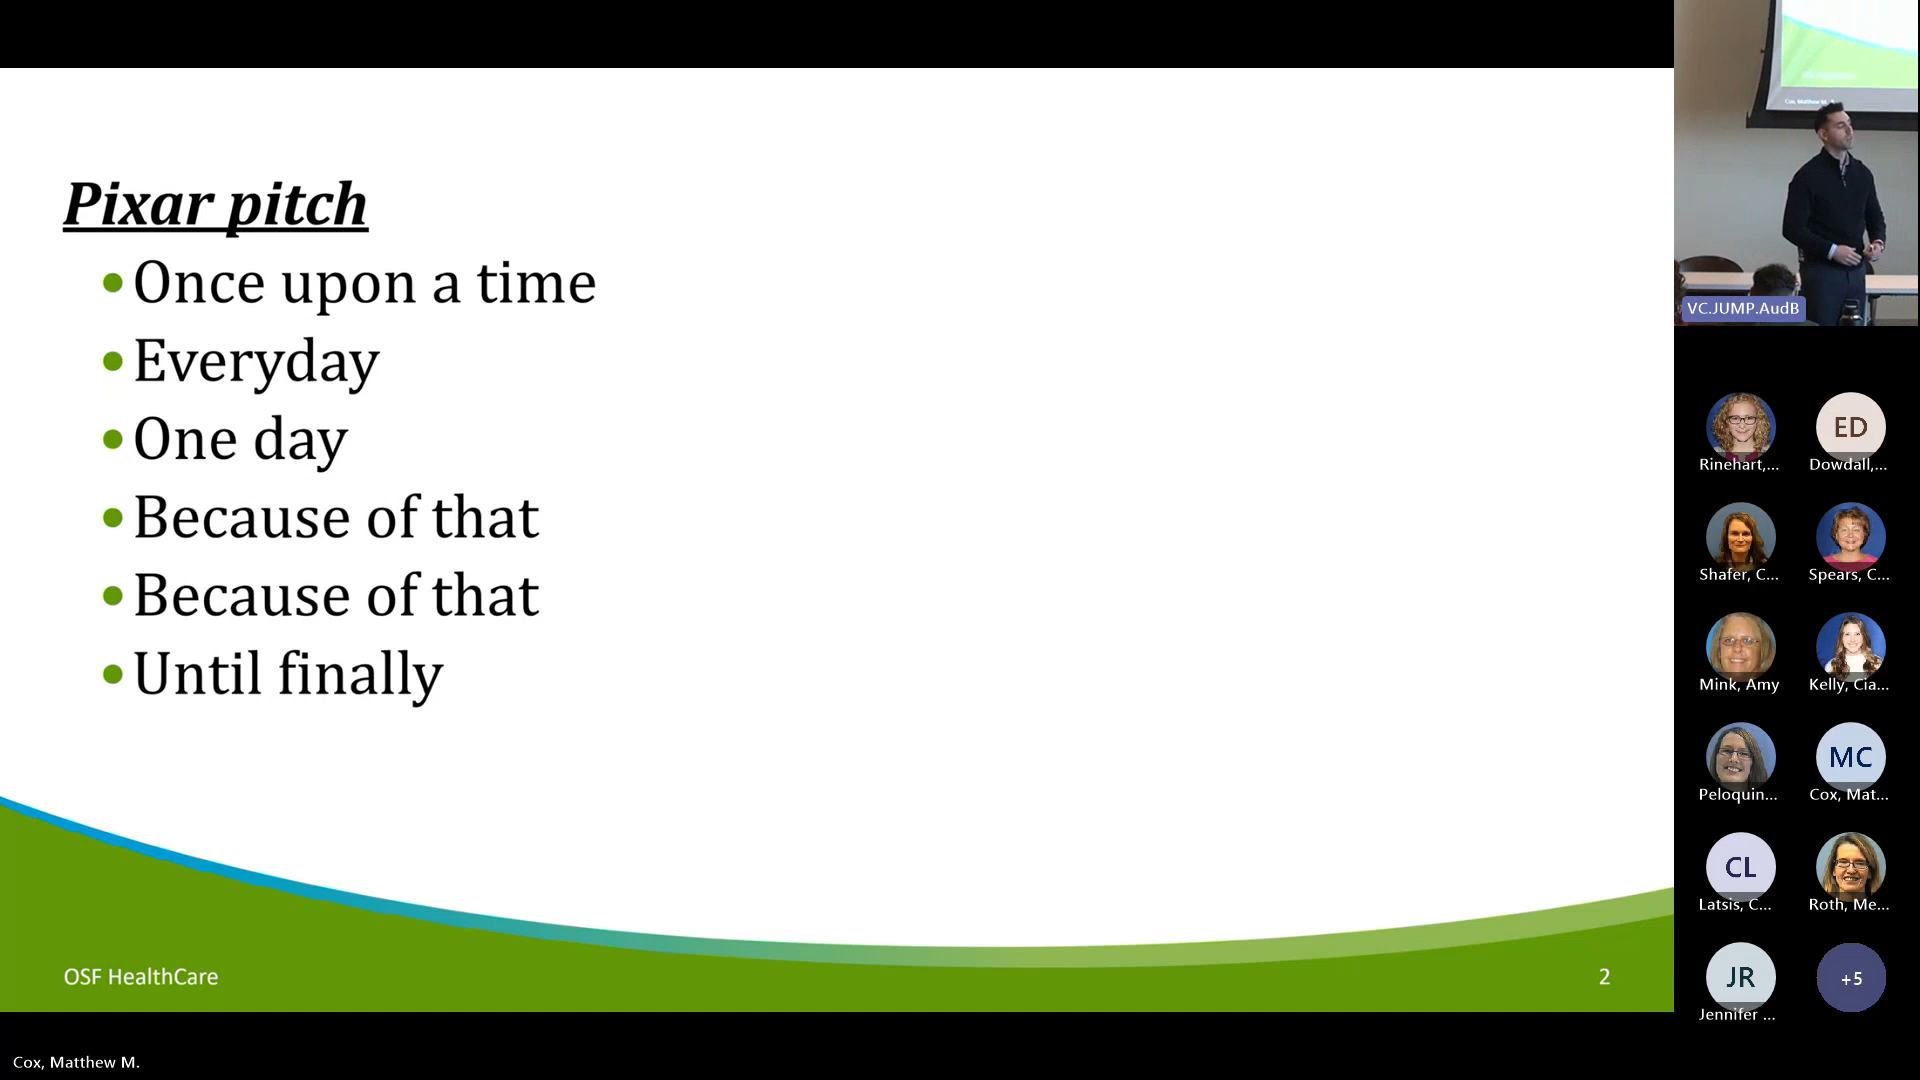 Pixar pitch
•Once upon a time
•Everyday
•One day
•Because of that
•Because of that
•Until finally
OSF HealthCare
2
Cox, Matthew M.
VC.JUMP.AudB
Rinehart,...
ED
Dowdall,...
Shafer, C...
Spears, C...
Mink, Amy
Kelly, Cia...
Peloquin...
MC
Cox, Mat...
CL
Latsis, C...
Roth, Me...
JR
Jennifer ...
+5
Cox, Matthew M.